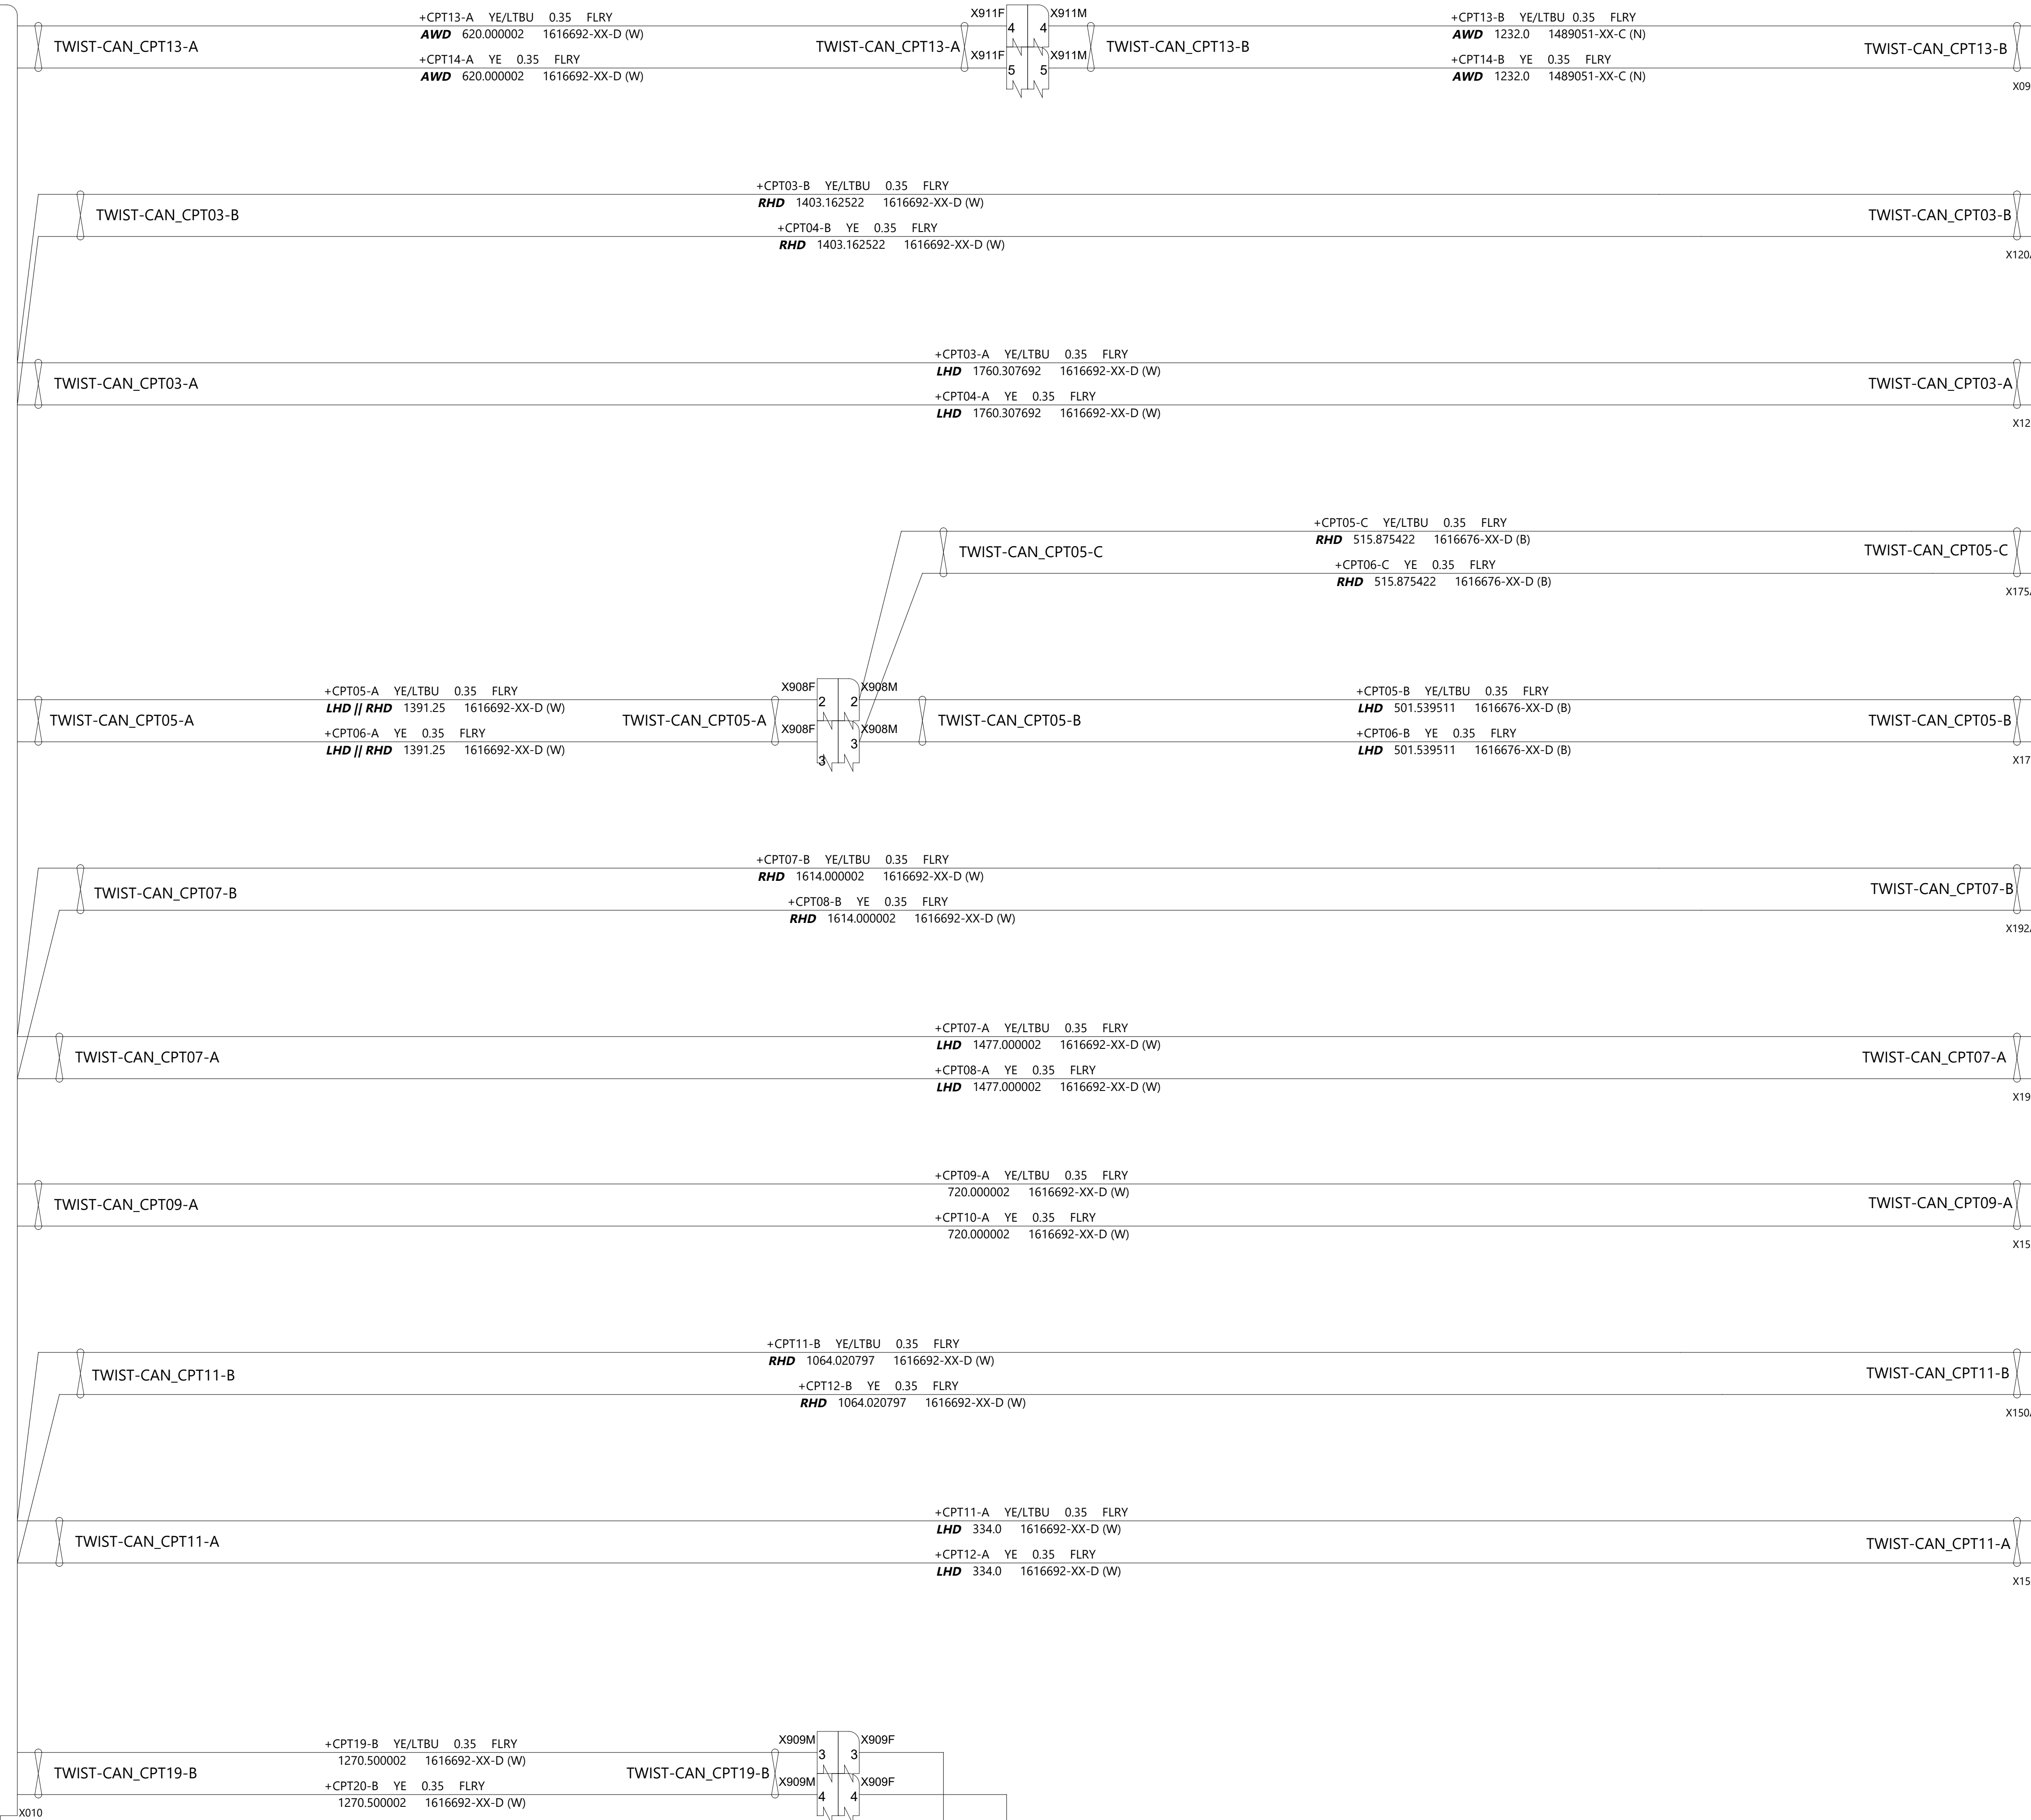 +CPT13-A YE/LTBU 0.35 FLRY X911F X911M +CPT13-B YE/LTBU 0.35 FLRY
4 4
AWD 620.000002 1616692-XX-D (W) AWD 1232.0 1489051-XX-C (N)
TWIST-CAN_CPT13-A TWIST-CAN_CPT13-A TWIST-CAN_CPT13-B TWIST-CAN_CPT13-B
+CPT14-A YE 0.35 FLRY X911F X911M +CPT14-B YE 0.35 FLRY
5 5
AWD 620.000002 1616692-XX-D (W) AWD 1232.0 1489051-XX-C (N)
X09
+CPT03-B YE/LTBU 0.35 FLRY
RHD 1403.162522 1616692-XX-D (W)
TWIST-CAN_CPT03-B TWIST-CAN_CPT03-B
+CPT04-B YE 0.35 FLRY
RHD 1403.162522 1616692-XX-D (W)
X120
+CPT03-A YE/LTBU 0.35 FLRY
LHD 1760.307692 1616692-XX-D (W)
TWIST-CAN_CPT03-A TWIST-CAN_CPT03-A
+CPT04-A YE 0.35 FLRY
LHD 1760.307692 1616692-XX-D (W)
X12
+CPT05-C YE/LTBU 0.35 FLRY
RHD 515.875422 1616676-XX-D (B)
TWIST-CAN_CPT05-C TWIST-CAN_CPT05-C
+CPT06-C YE 0.35 FLRY
RHD 515.875422 1616676-XX-D (B)
X175
+CPT05-A YE/LTBU 0.35 FLRY X908F X908M +CPT05-B YE/LTBU 0.35 FLRY
2 2
LHD || RHD 1391.25 1616692-XX-D (W) LHD 501.539511 1616676-XX-D (B)
TWIST-CAN_CPT05-A TWIST-CAN_CPT05-A TWIST-CAN_CPT05-B TWIST-CAN_CPT05-B
+CPT06-A YE 0.35 FLRY X908F X908M +CPT06-B YE 0.35 FLRY
3 3
LHD || RHD 1391.25 1616692-XX-D (W) LHD 501.539511 1616676-XX-D (B)
X17
+CPT07-B YE/LTBU 0.35 FLRY
RHD 1614.000002 1616692-XX-D (W)
TWIST-CAN_CPT07-B TWIST-CAN_CPT07-B
+CPT08-B YE 0.35 FLRY
RHD 1614.000002 1616692-XX-D (W)
X192
+CPT07-A YE/LTBU 0.35 FLRY
LHD 1477.000002 1616692-XX-D (W)
TWIST-CAN_CPT07-A TWIST-CAN_CPT07-A
+CPT08-A YE 0.35 FLRY
LHD 1477.000002 1616692-XX-D (W)
X19
+CPT09-A YE/LTBU 0.35 FLRY
720.000002 1616692-XX-D (W)
TWIST-CAN_CPT09-A TWIST-CAN_CPT09-A
+CPT10-A YE 0.35 FLRY
720.000002 1616692-XX-D (W)
X15
+CPT11-B YE/LTBU 0.35 FLRY
RHD 1064.020797 1616692-XX-D (W)
TWIST-CAN_CPT11-B TWIST-CAN_CPT11-B
+CPT12-B YE 0.35 FLRY
RHD 1064.020797 1616692-XX-D (W)
X150
+CPT11-A YE/LTBU 0.35 FLRY
LHD 334.0 1616692-XX-D (W)
TWIST-CAN_CPT11-A TWIST-CAN_CPT11-A
+CPT12-A YE 0.35 FLRY
LHD 334.0 1616692-XX-D (W)
X15
+CPT19-B YE/LTBU 0.35 FLRY X909M X909F
3 3
1270.500002 1616692-XX-D (W)
TWIST-CAN_CPT19-B TWIST-CAN_CPT19-B
+CPT20-B YE 0.35 FLRY X909M X909F
4 4
1270.500002 1616692-XX-D (W)
X010